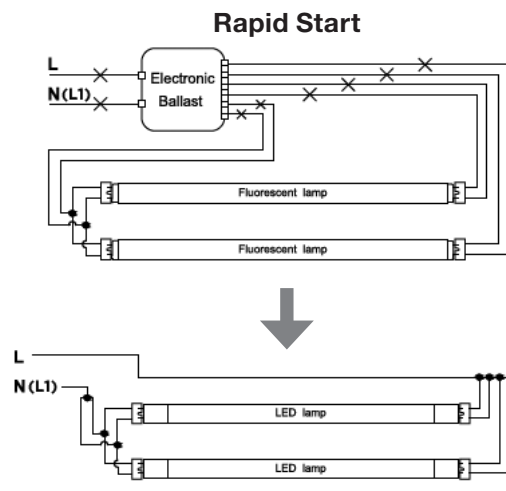 Rapid Start
L
N(L1)
Electronic
Ballast
Fluorescent lamp
Fluorescent lamp
L
N(L1)
LED lamp
LED lamp